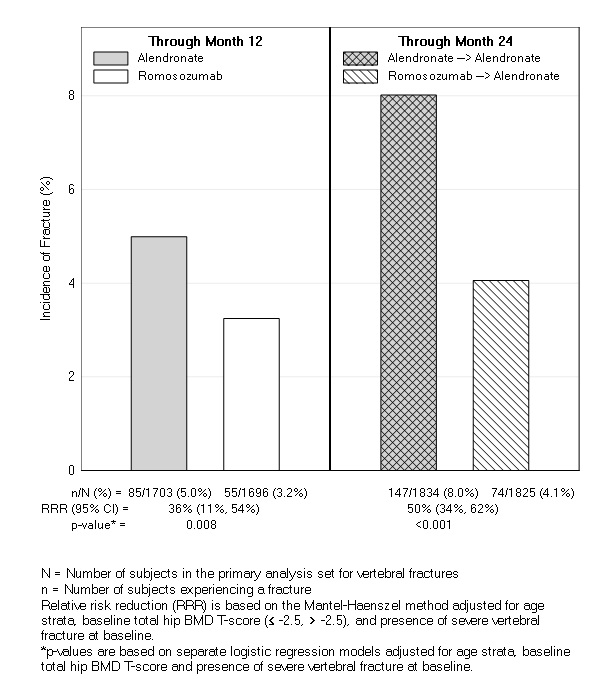 Through Month 12
Alendronate
Romosozumab
Through Month 24
Alendronate —> Alendronate
Romosozumab —> Alendronate
Incidence of Fracture (%)
8
6
4
2
0
n/N (%) = 85/1703 (5.0%) 55/1696 (3.2%) 147/1834 (8.0%) 74/1825 (4.1%)
RRR (95% CI) = 36% (11%, 54%) 50% (34%, 62%)
p-value* = 0.008 <0.001
N = Number of subjects in the primary analysis set for vertebral fractures
n = Number of subjects experiencing a fracture
Relative risk reduction (RRR) is based on the Mantel-Haenszel method adjusted for age
strata, baseline total hip BMD T-score (≤ -2.5, > -2.5), and presence of severe vertebral
fracture at baseline.
*p-values are based on separate logistic regression models adjusted for age strata, baseline
total hip BMD T-score and presence of severe vertebral fracture at baseline.